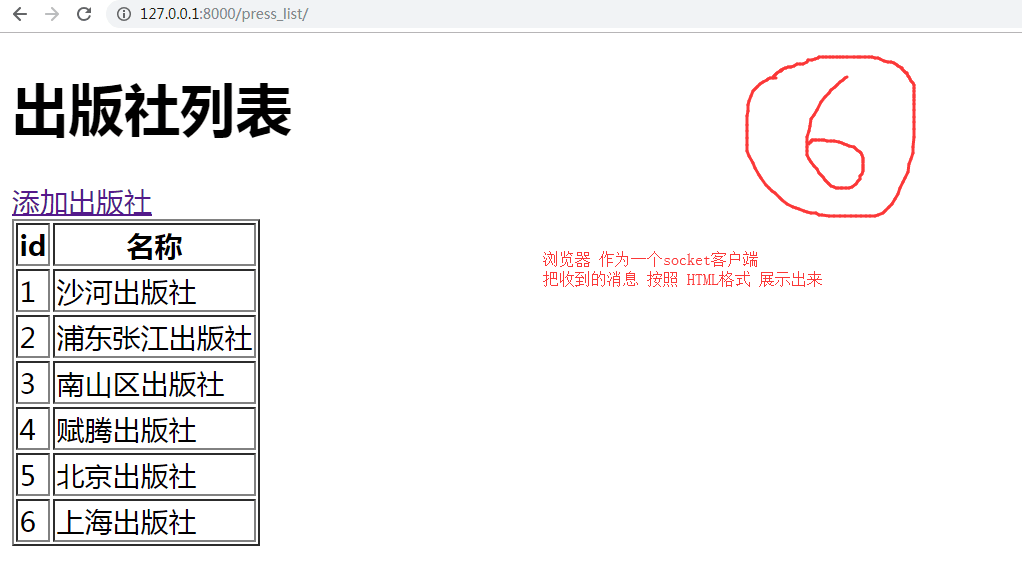 127.0.0.1:8000/press_list/
出版社列表
6
添加出版社
浏览器 作为一个socket客户端
把收到的消息 按照 HTML格式 展示出来
id 名称
1 沙河出版社
2 浦东张江出版社
3 南山区出版社
4 赋腾出版社
5 北京出版社
6 上海出版社